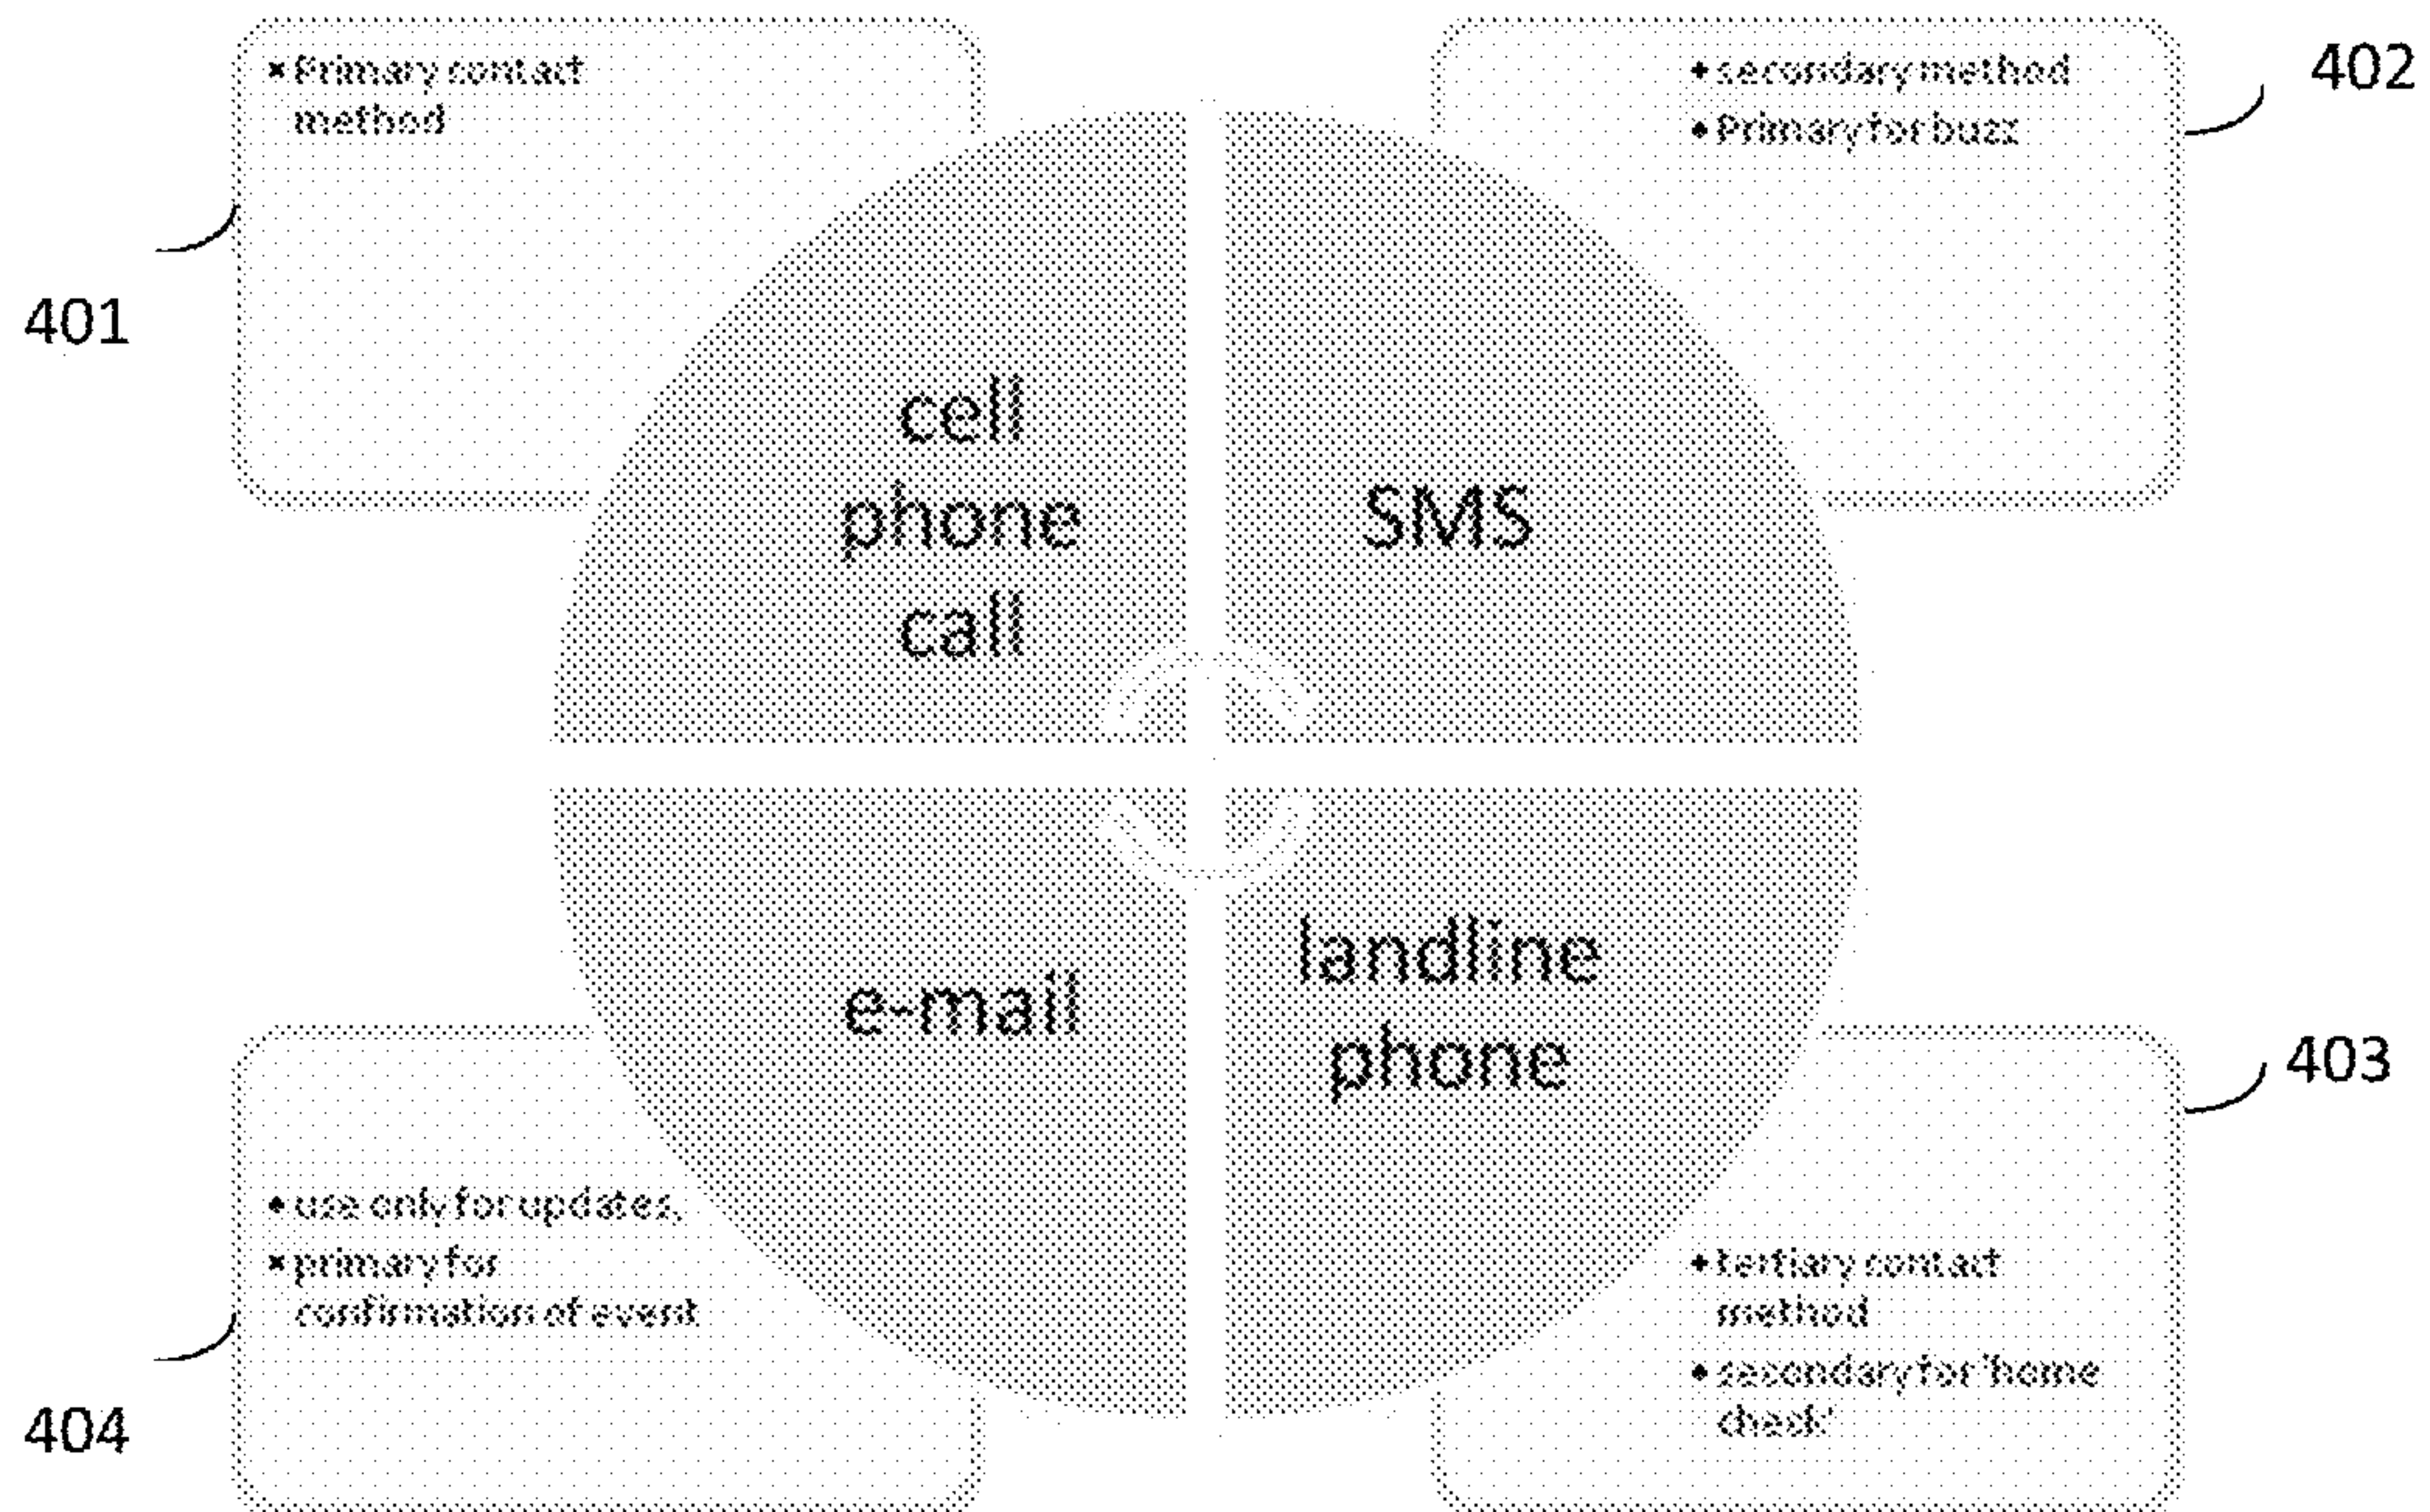 • Primary contact
method
401
cell
phone
call
• secondary method
• Primary for buzz
402
SMS
landline
phone
• tertiary contact
method
• secondary for 'home
check'
403
e-mail
• use only for updates,
• primary for
confirmation of event
404